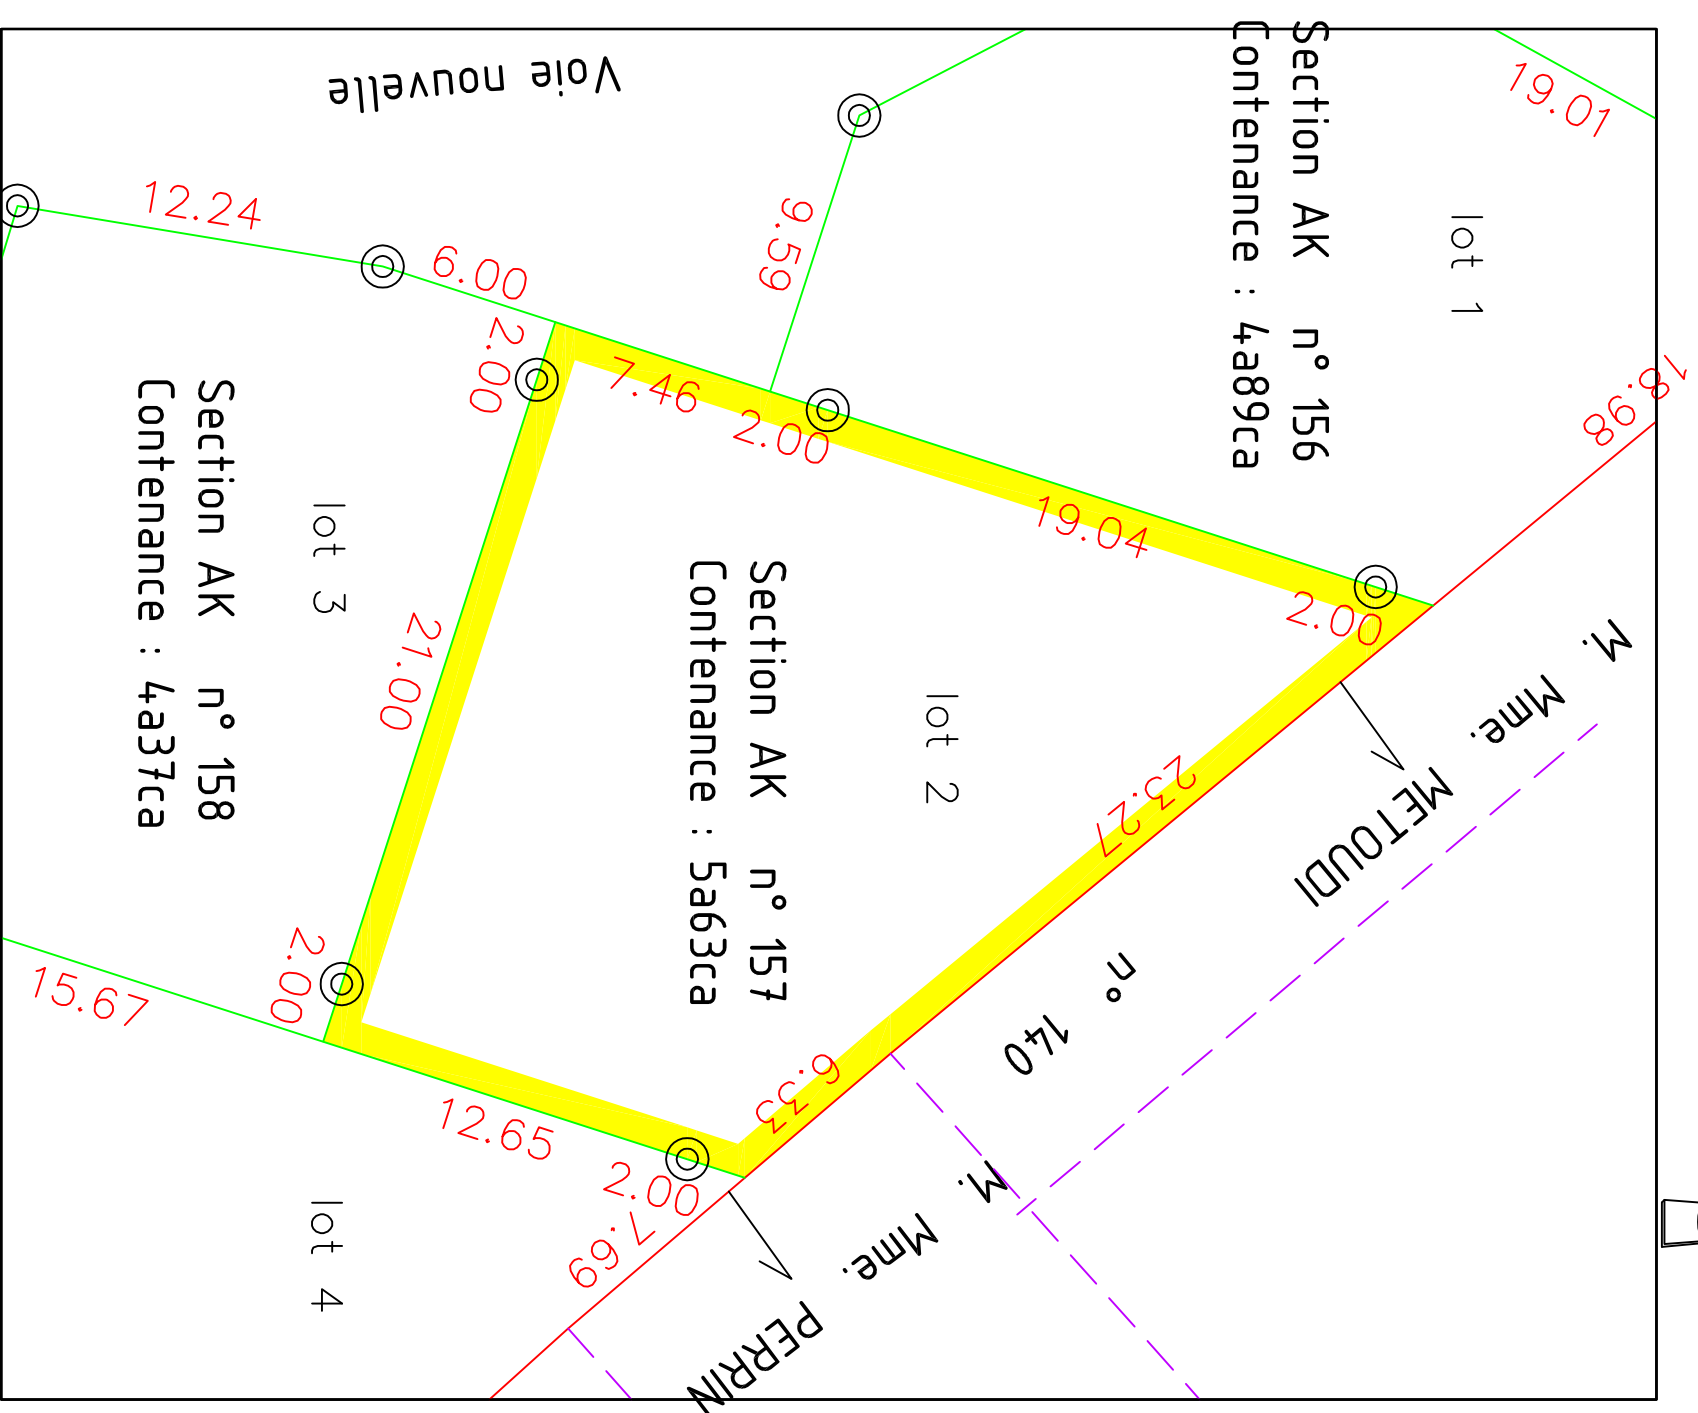 Voie nouvelle
Section AK n° 156
Contenance : 4a89ca
lot 1
19.01
18.98
12.24
6.00
9.59
2.00
7.46
2.00
19.04
2.00
Section AK n° 158
Contenance : 4a37ca
lot 3
21.00
2.00
15.67
Section AK n° 157
Contenance : 5a63ca
lot 2
23.27
6.33
12.65
2.00
7.69
lot 4
M. Mme. METOUDI
n° 140
M. Mme. PERRIN